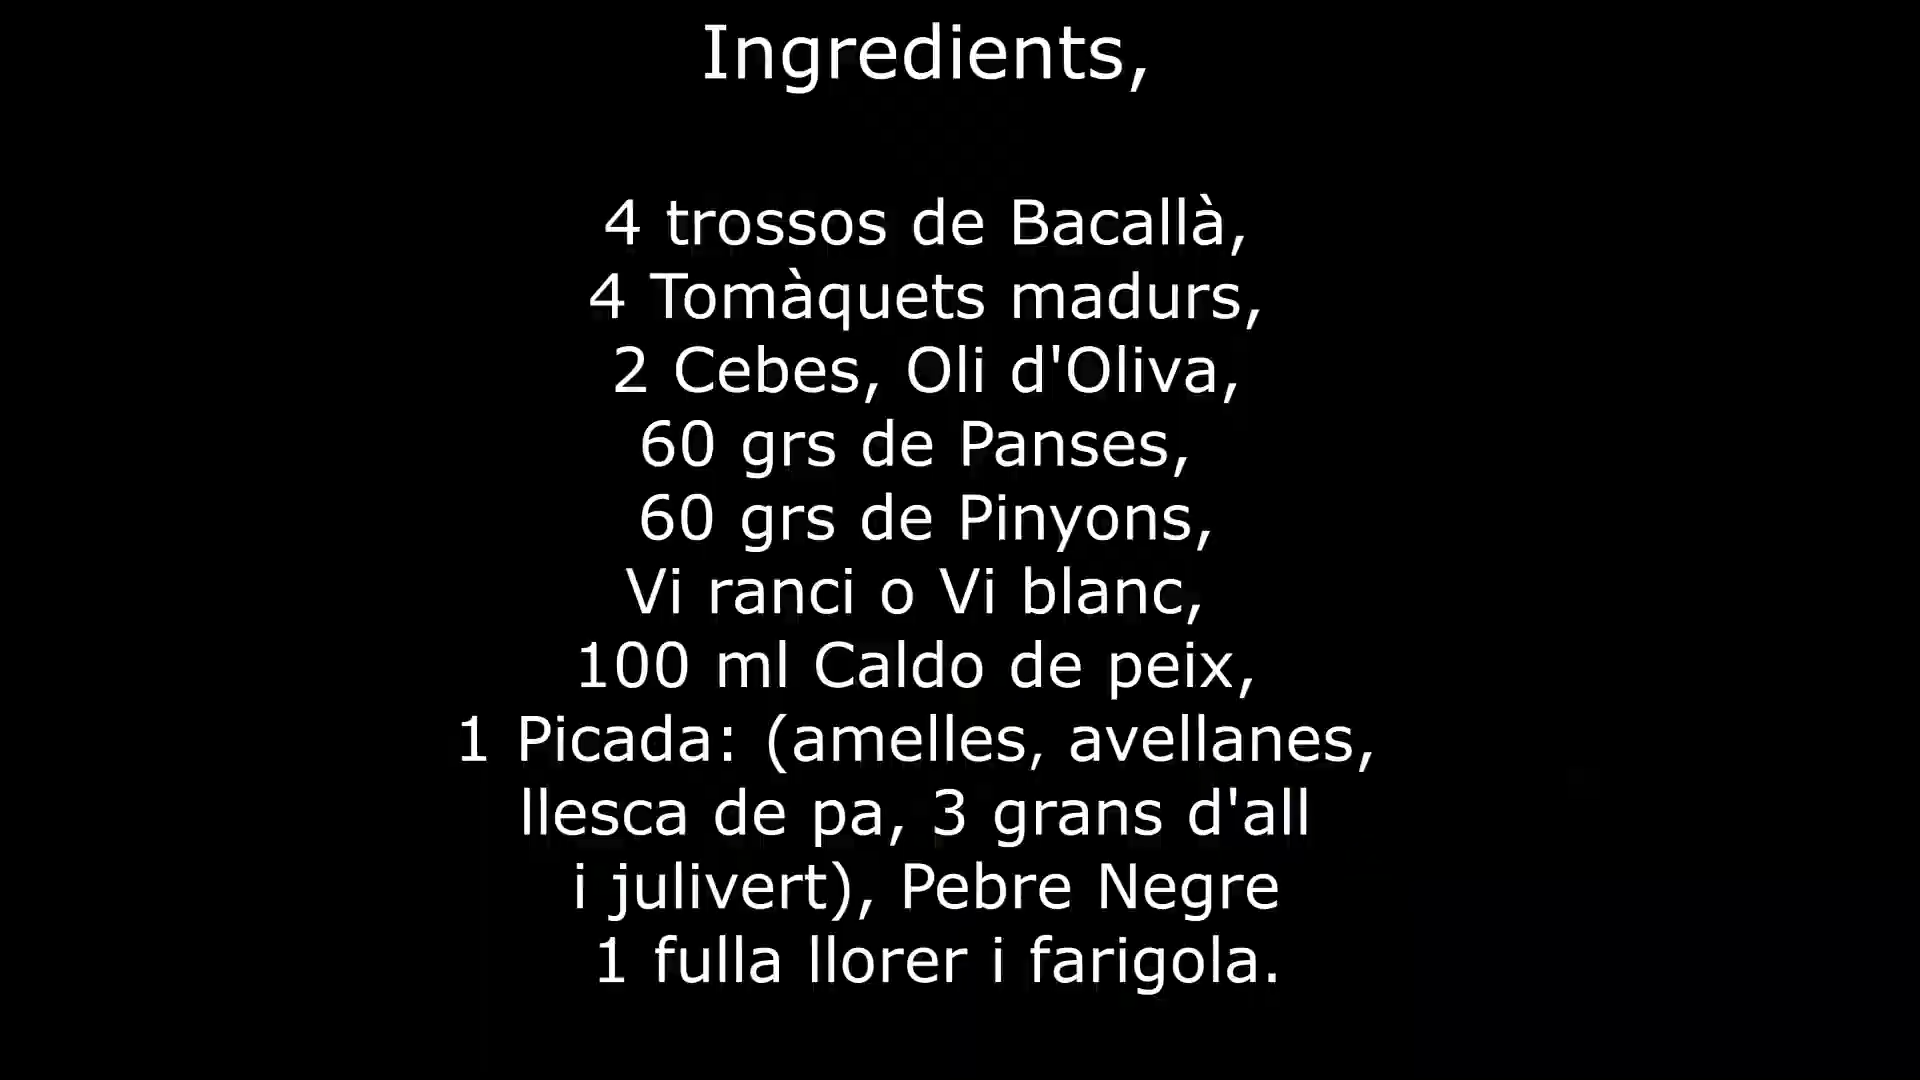 Ingredients,
4 trossos de Bacallà,
4 Tomàquets madurs,
2 Cebes, Oli d'Oliva,
60 grs de Panses,
60 grs de Pinyons,
Vi ranci o Vi blanc,
100 ml Caldo de peix,
1 Picada: (amelles, avellanes,
llesca de pa, 3 grans d'all
i julivert), Pebre Negre
1 fulla llorer i farigola.